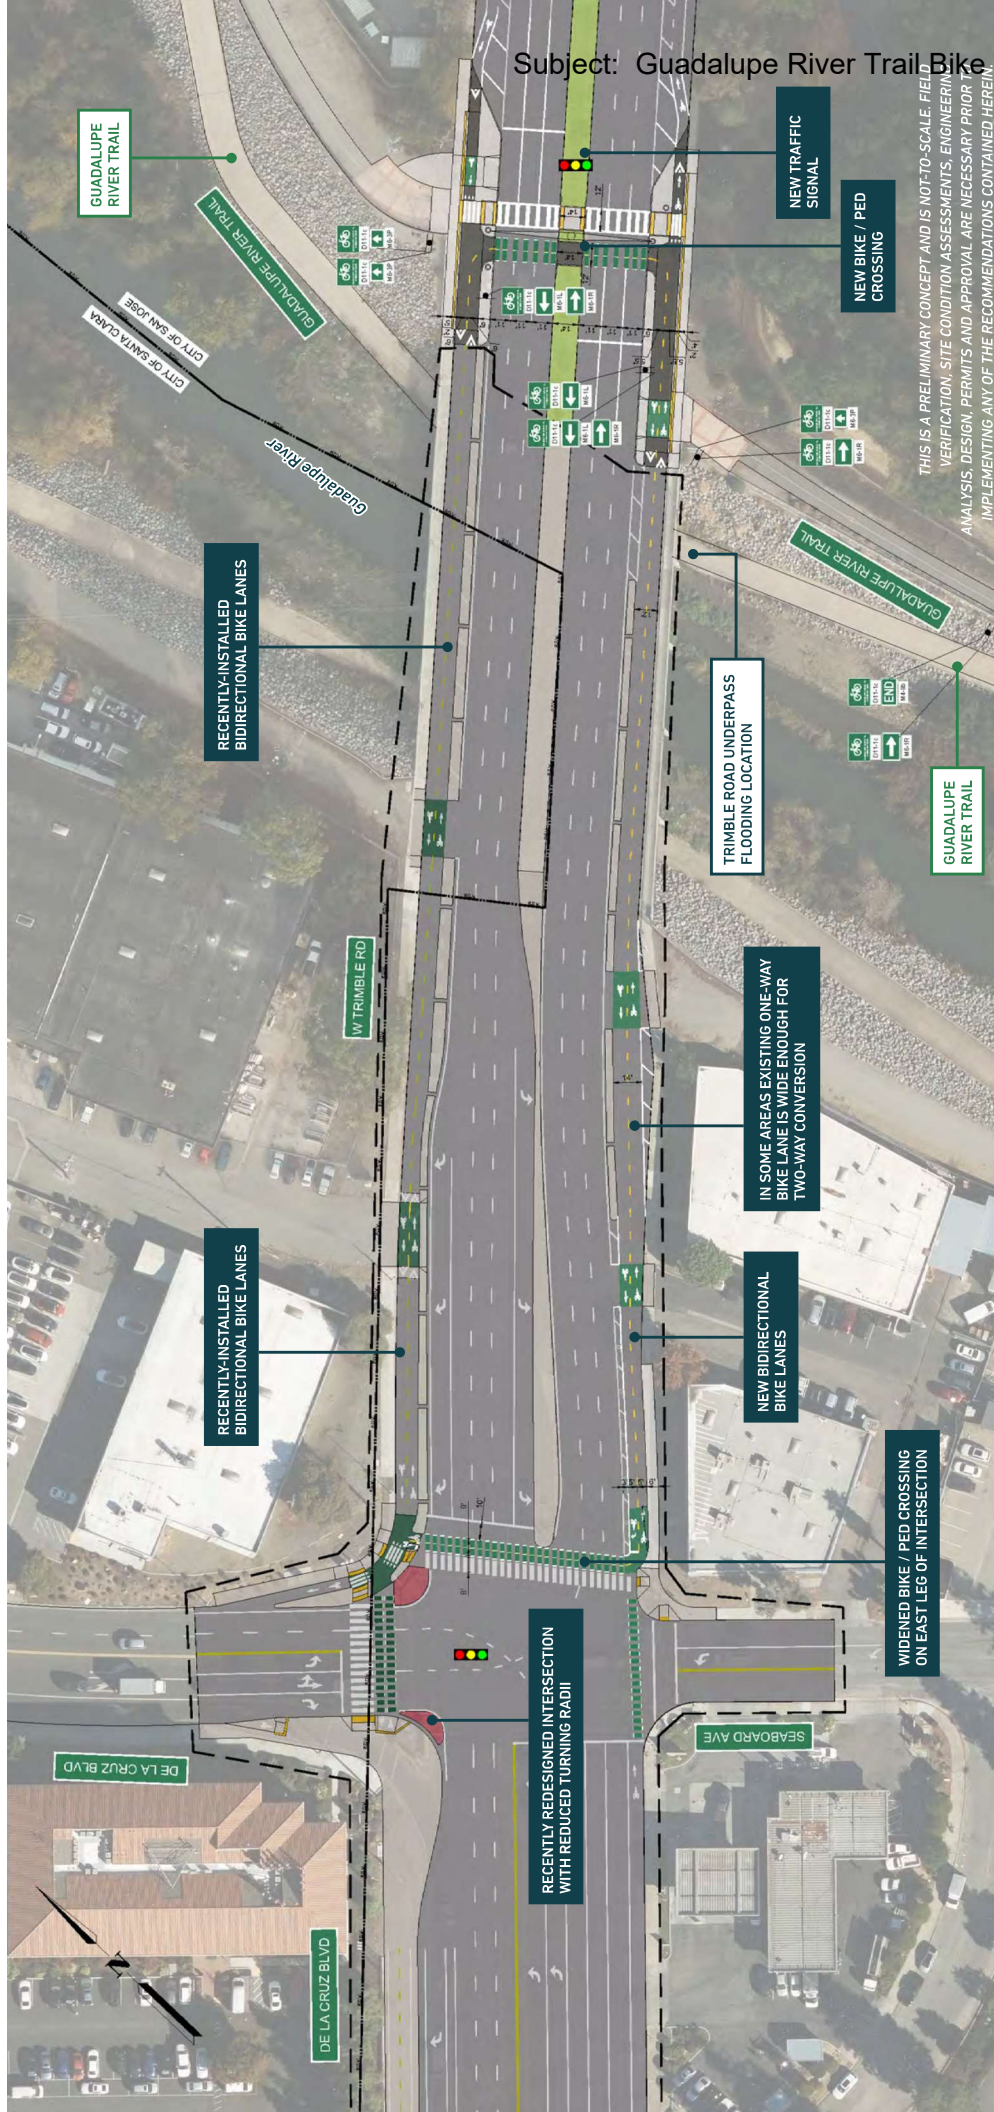 Subject: Guadalupe River Trail Bike
THIS IS A PRELIMINARY CONCEPT AND IS NOT-TO-SCALE. FIELD
VERIFICATION, SITE CONDITION ASSESSMENTS, ENGINEERING
ANALYSIS, DESIGN, PERMITS AND APPROVAL ARE NECESSARY PRIOR TO
IMPLEMENTING ANY OF THE RECOMMENDATIONS CONTAINED HEREIN.
GUADALUPE
RIVER TRAIL
GUADALUPE RIVER TRAIL
CITY OF SAN JOSE
CITY OF SANTA CLARA
Guadalupe River
NEW TRAFFIC
SIGNAL
NEW BIKE / PED
CROSSING
RECENTLY-INSTALLED
BIDIRECTIONAL BIKE LANES
GUADALUPE RIVER TRAIL
TRIMBLE ROAD UNDERPASS
FLOODING LOCATION
GUADALUPE
RIVER TRAIL
END
W TRIMBLE RD
IN SOME AREAS EXISTING ONE-WAY
BIKE LANE IS WIDE ENOUGH FOR
TWO-WAY CONVERSION
14'
RECENTLY-INSTALLED
BIDIRECTIONAL BIKE LANES
NEW BIDIRECTIONAL
BIKE LANES
WIDENED BIKE / PED CROSSING
ON EAST LEG OF INTERSECTION
RECENTLY REDESIGNED INTERSECTION
WITH REDUCED TURNING RADII
SEABOARD AVE
DE LA CRUZ BLVD
DE LA CRUZ BLVD
N